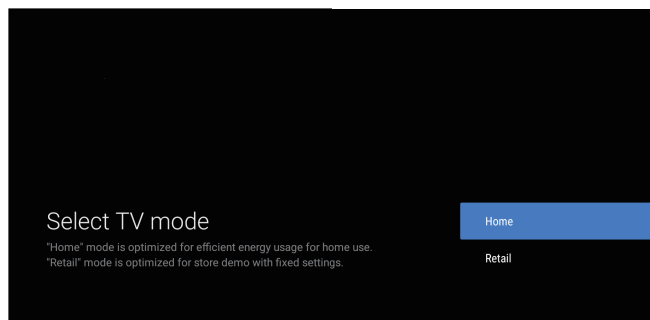 Select TV mode
"Home" mode is optimized for efficient energy usage for home use.
"Retail" mode is optimized for store demo with fixed settings.
Home
Retail